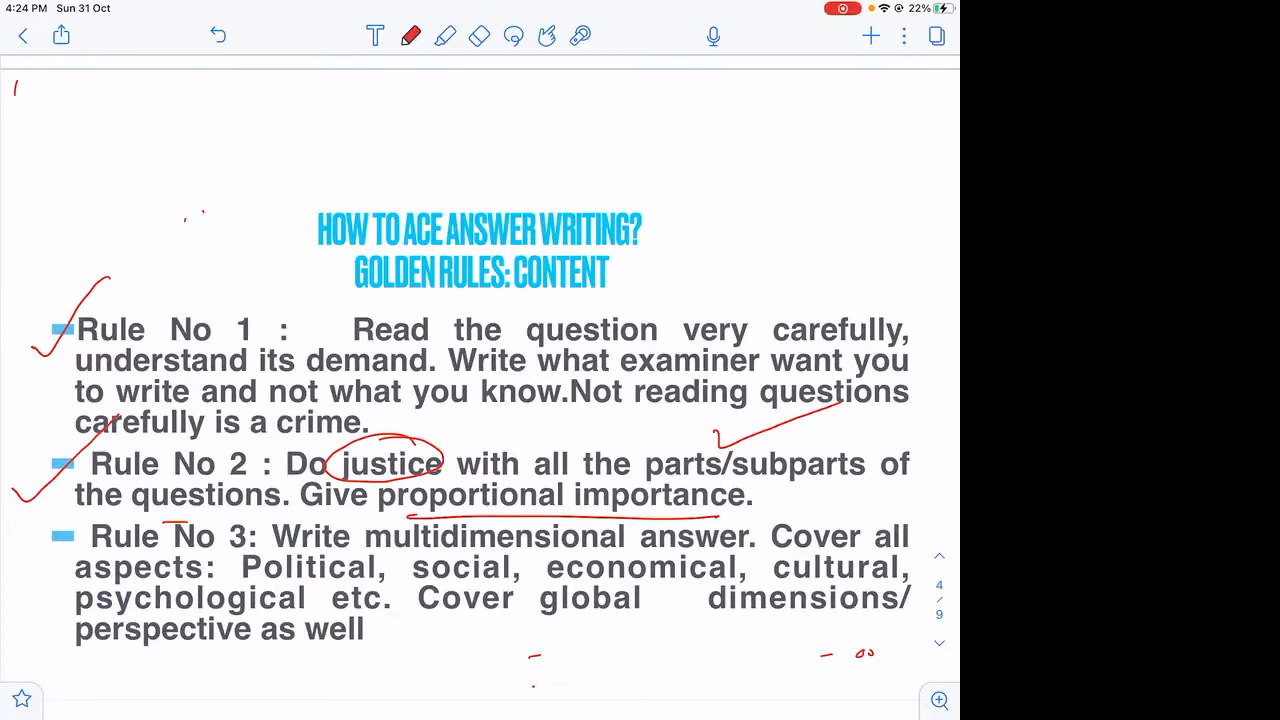 4:24 PM Sun 31 Oct 22%
T
HOW TO ACE ANSWER WRITING?
GOLDEN RULES: CONTENT
Rule No 1 : Read the question very carefully,
understand its demand. Write what examiner want you
to write and not what you know.Not reading questions
carefully is a crime.
Rule No 2 : Do justice with all the parts/subparts of
the questions. Give proportional importance.
Rule No 3: Write multidimensional answer. Cover all
aspects: Political, social, economical, cultural,
psychological etc. Cover global dimensions/
perspective as well
4
/
9